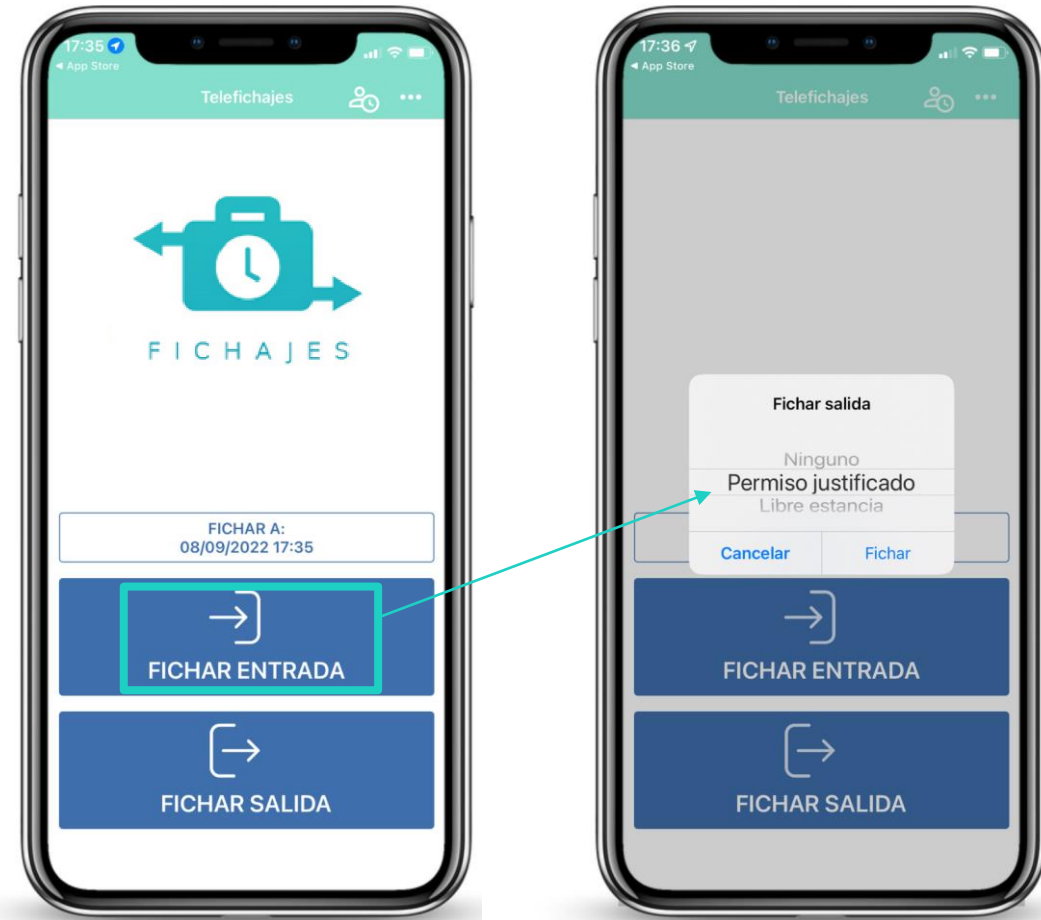 17:35
App Store
Telefichajes
FICHAJES
FICHAR A:
08/09/2022 17:35
FICHAR ENTRADA
FICHAR SALIDA
17:36
App Store
Telefichajes
Fichar salida
Ninguno
Permiso justificado
Libre estancia
Cancelar
Fichar
FICHAR ENTRADA
FICHAR SALIDA